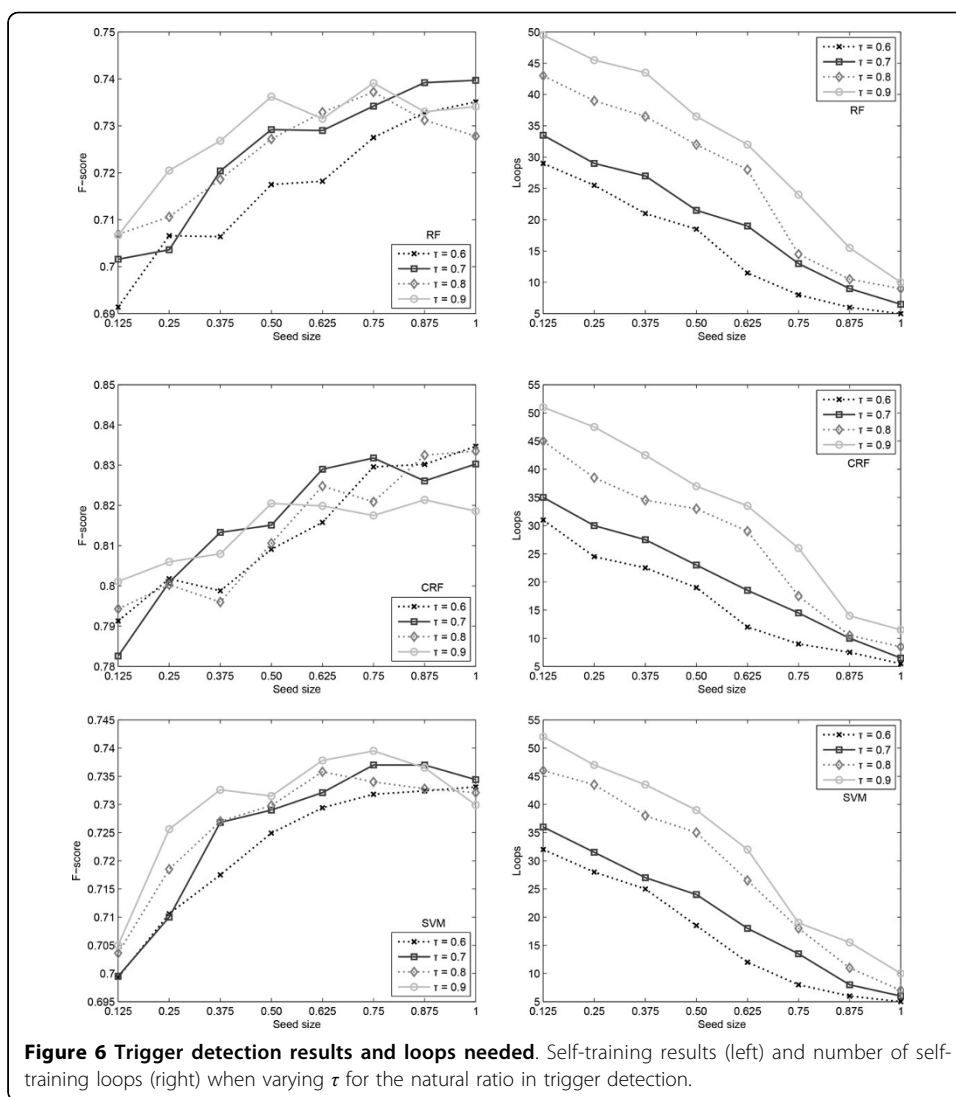 0.75
0.74
0.73
0.72
0.71
0.7
0.69
F-score
0.125 0.25 0.375 0.50 0.625 0.75 0.875 1
Seed size
RF
τ = 0.6
τ = 0.7
τ = 0.8
τ = 0.9
50
45
40
35
30
25
20
15
10
5
Loops
0.125 0.25 0.375 0.50 0.625 0.75 0.875 1
Seed size
τ = 0.6
τ = 0.7
τ = 0.8
τ = 0.9
RF
0.85
0.84
0.83
0.82
0.81
0.8
0.79
0.78
F-score
0.125 0.25 0.375 0.50 0.625 0.75 0.875 1
Seed size
CRF
τ = 0.6
τ = 0.7
τ = 0.8
τ = 0.9
55
50
45
40
35
30
25
20
15
10
5
Loops
0.125 0.25 0.375 0.50 0.625 0.75 0.875 1
Seed size
τ = 0.6
τ = 0.7
τ = 0.8
τ = 0.9
CRF
0.745
0.74
0.735
0.73
0.725
0.72
0.715
0.71
0.705
0.7
0.695
F-score
0.125 0.25 0.375 0.50 0.625 0.75 0.875 1
Seed size
SVM
τ = 0.6
τ = 0.7
τ = 0.8
τ = 0.9
55
50
45
40
35
30
25
20
15
10
5
Loops
0.125 0.25 0.375 0.50 0.625 0.75 0.875 1
Seed size
τ = 0.6
τ = 0.7
τ = 0.8
τ = 0.9
SVM
Figure 6 Trigger detection results and loops needed. Self-training results (left) and number of self-
training loops (right) when varying τ for the natural ratio in trigger detection.